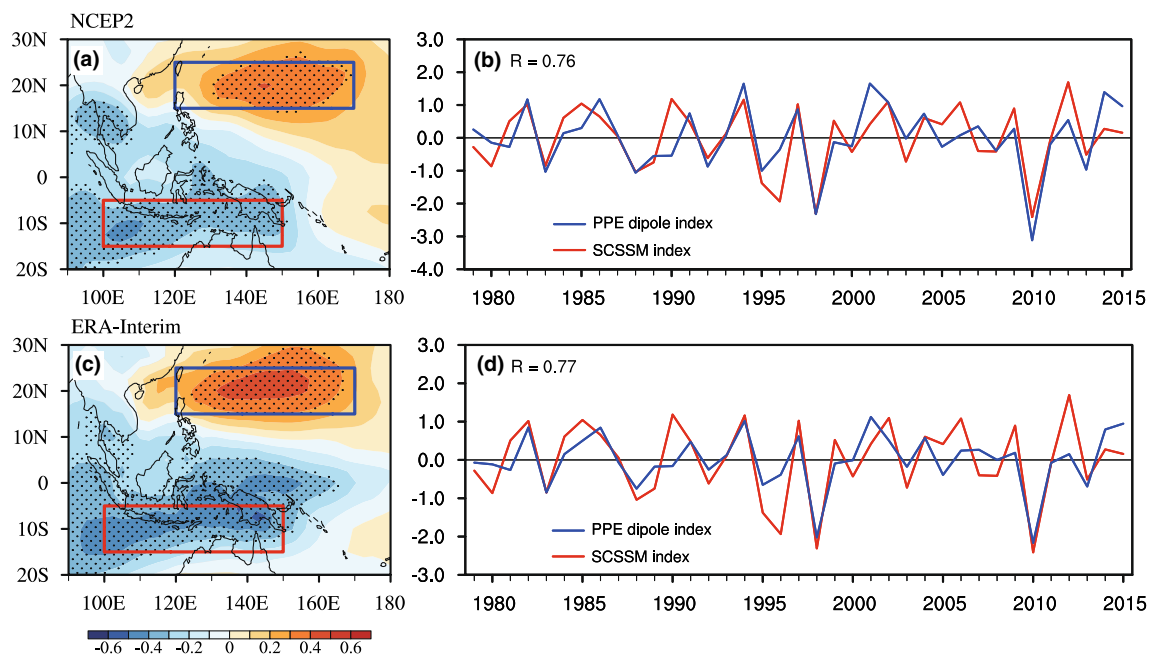 NCEP2
30N
20N
10N
0
10S
20S
(a)
100E 120E 140E 160E 180
3.0
2.0
1.0
0.0
-1.0
-2.0
-3.0
-4.0
(b) R = 0.76
PPE dipole index
SCSSM index
1980 1985 1990 1995 2000 2005 2010 2015
ERA-Interim
30N
20N
10N
0
10S
20S
(c)
100E 120E 140E 160E 180
3.0
2.0
1.0
0.0
-1.0
-2.0
-3.0
(d) R = 0.77
PPE dipole index
SCSSM index
1980 1985 1990 1995 2000 2005 2010 2015
-0.6 -0.4 -0.2 0 0.2 0.4 0.6